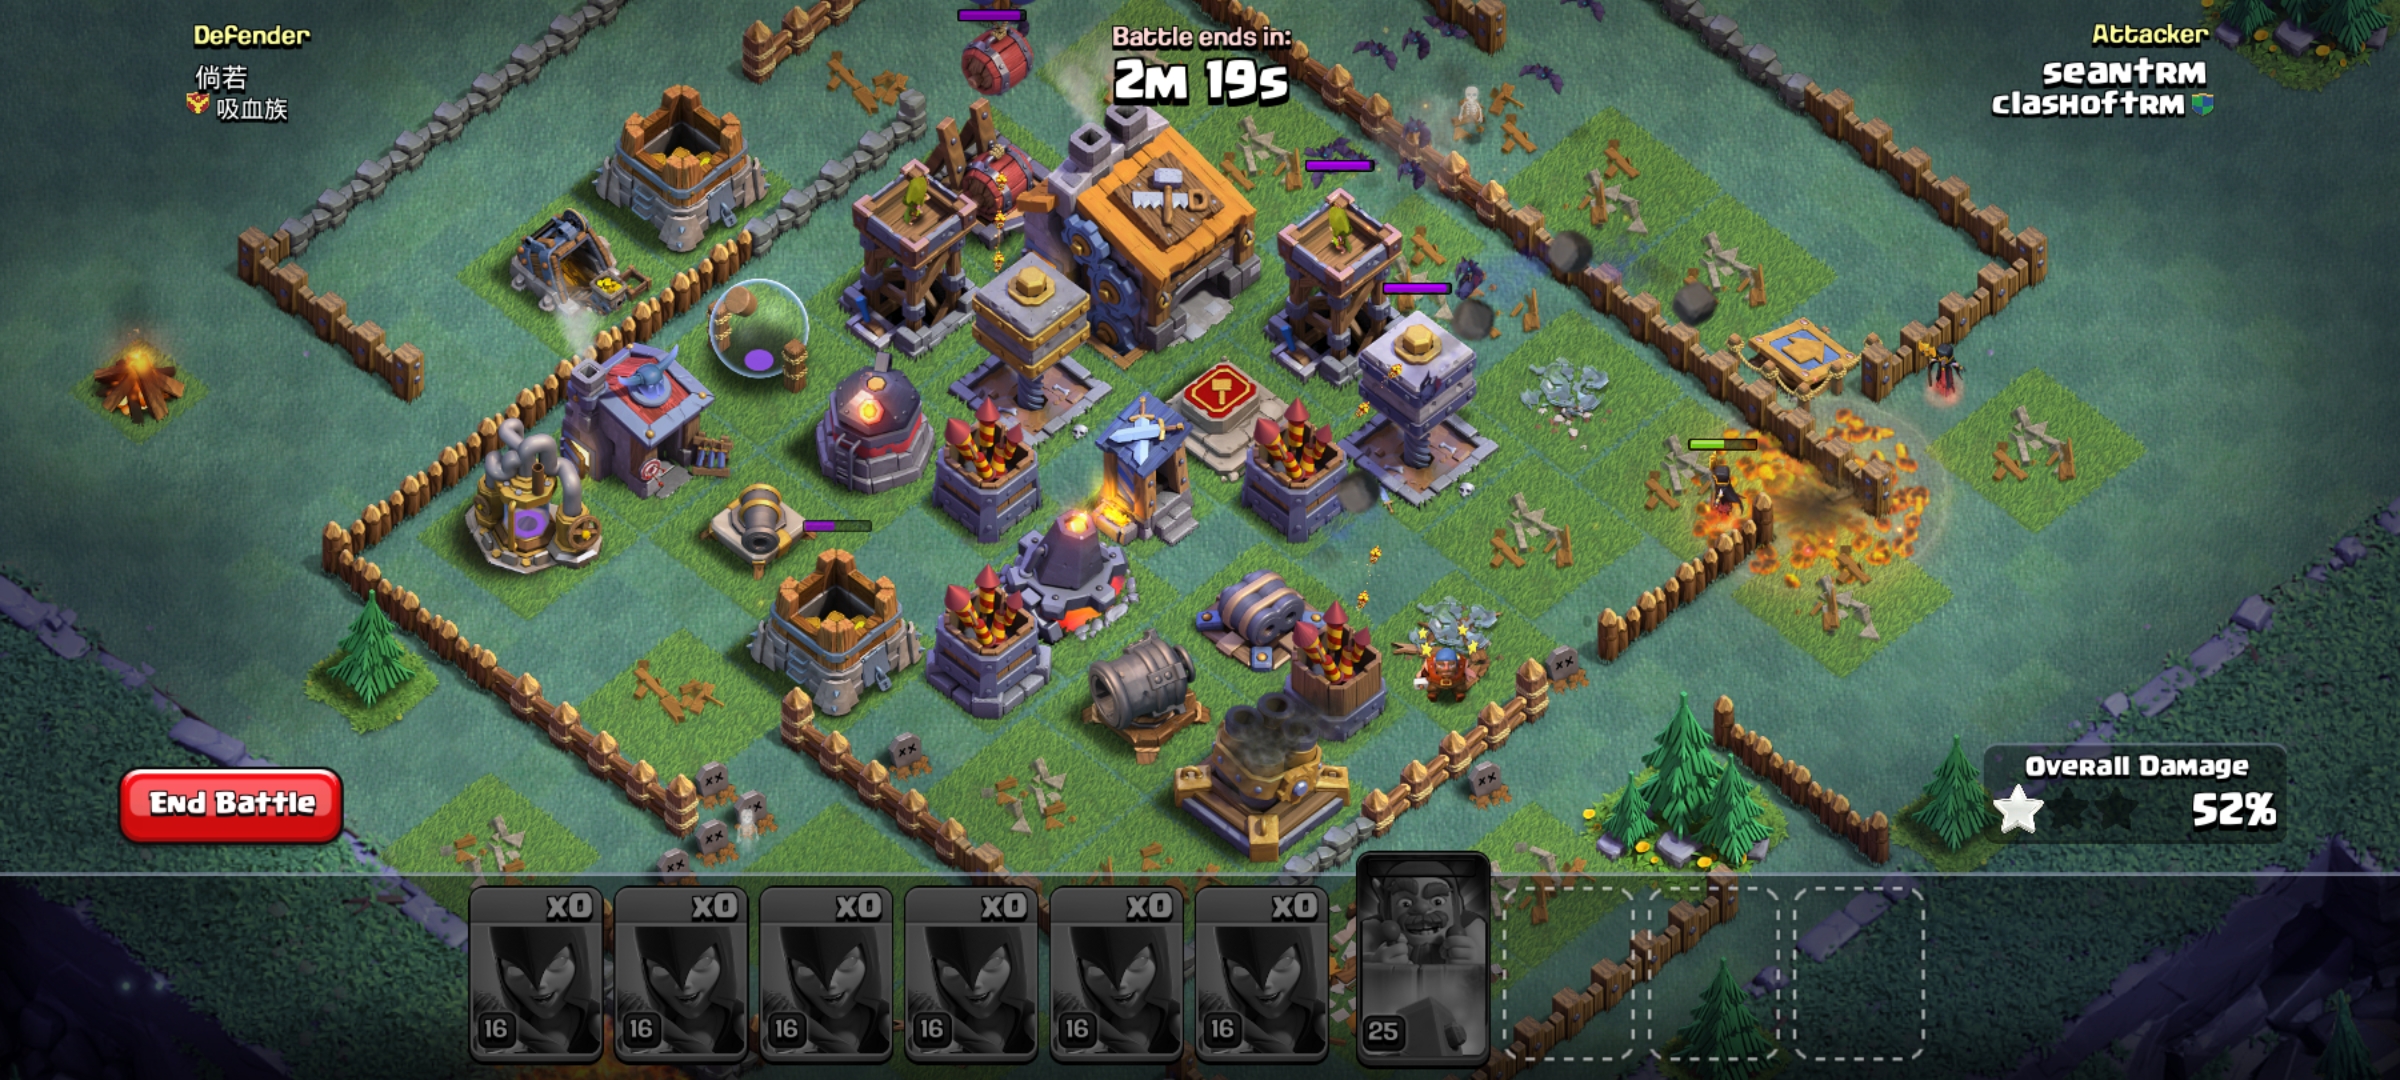 Defender
倘若
吸血族
Battle ends in:
2M 19s
Attacker
seantRM
clashoftRM
End Battle
Overall Damage
52%
x0
x0
x0
x0
x0
x0
16
16
16
16
16
16
25